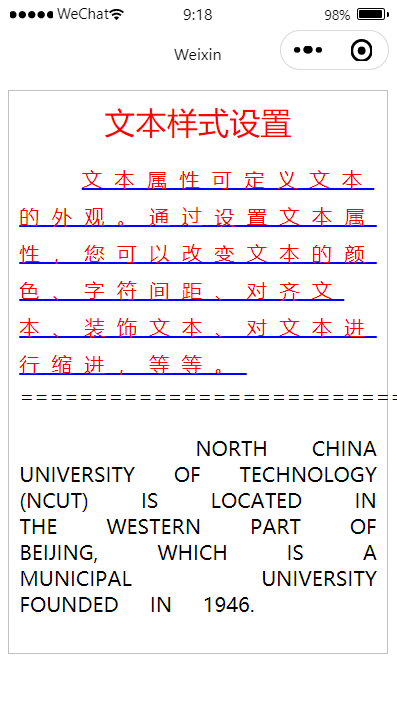 WeChat 9:18 98%
Weixin
文本样式设置
文本属性可定义文本
的外观。通过设置文本属
性，您可以改变文本的颜
色、字符间距、对齐文
本、装饰文本、对文本进
行缩进，等等。
==========================
NORTH CHINA
UNIVERSITY OF TECHNOLOGY
(NCUT) IS LOCATED IN
THE WESTERN PART OF
BEIJING, WHICH IS A
MUNICIPAL UNIVERSITY
FOUNDED IN 1946.